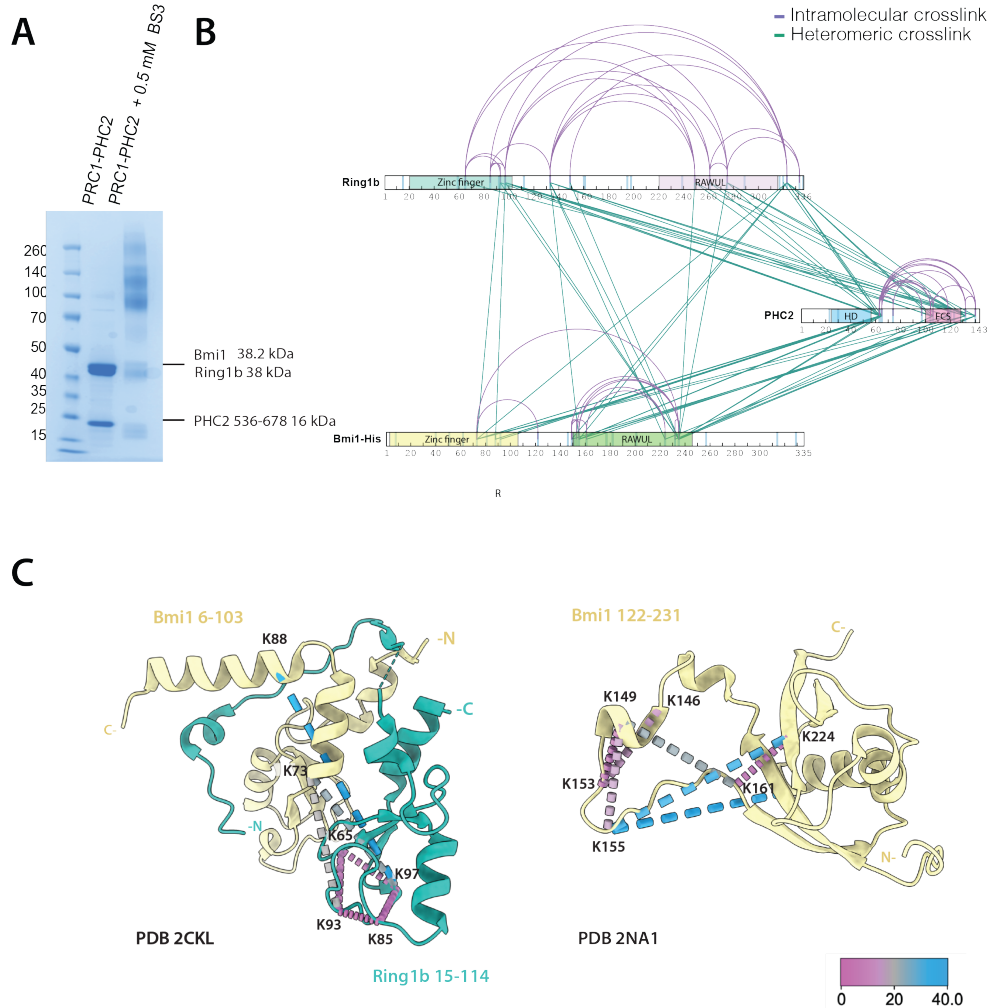 A
PRC1-PHC2
PRC1-PHC2 + 0.5 mM BS3
260
140
100
70
50
40
35
25
15
Bmi1 38.2 kDa
Ring1b 38 kDa
PHC2 536-678 16 kDa
B
Intramolecular crosslink
Heteromeric crosslink
Ring1b
Zinc finger
RAWUL
1 20 40 60 80 100 120 140 160 180 200 220 240 260 280 300 336
PHC2
HD
FCS
1 20 40 60 80 100 120 143
Bmi1-His
Zinc finger
RAWUL
1 20 40 60 80 100 120 140 160 180 200 220 240 260 280 300 335
R
C
Bmi1 6-103
K88
-N
C-
-C
K73
-N
K65
K97
K93
K85
PDB 2CKL
Ring1b 15-114
Bmi1 122-231
C-
K149
K146
K224
K153
K161
K155
N-
PDB 2NA1
0 20 40.0